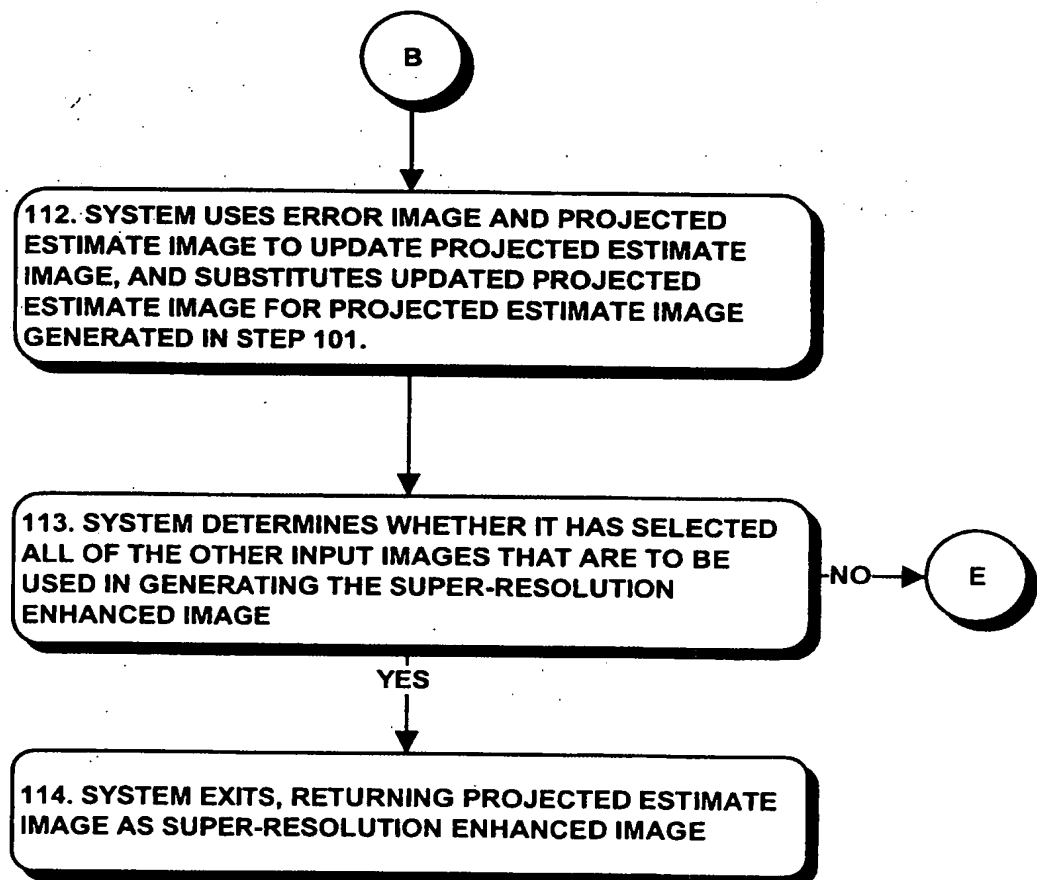 B
112. SYSTEM USES ERROR IMAGE AND PROJECTED
ESTIMATE IMAGE TO UPDATE PROJECTED ESTIMATE
IMAGE, AND SUBSTITUTES UPDATED PROJECTED
ESTIMATE IMAGE FOR PROJECTED ESTIMATE IMAGE
GENERATED IN STEP 101.
113. SYSTEM DETERMINES WHETHER IT HAS SELECTED
ALL OF THE OTHER INPUT IMAGES THAT ARE TO BE
USED IN GENERATING THE SUPER-RESOLUTION
ENHANCED IMAGE
NO
E
YES
114. SYSTEM EXITS, RETURNING PROJECTED ESTIMATE
IMAGE AS SUPER-RESOLUTION ENHANCED IMAGE